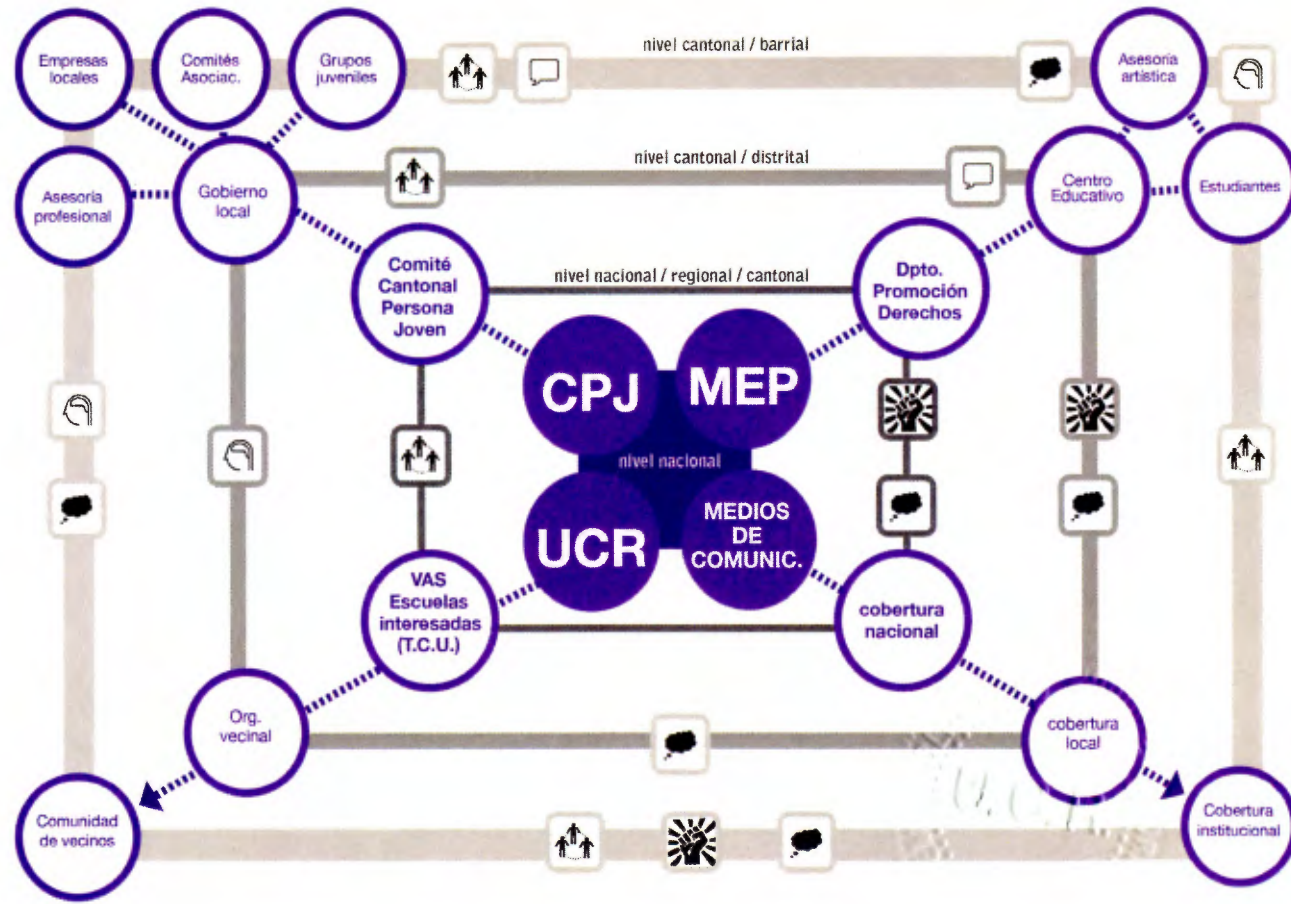 nivel cantonal / barrial
Empresas
locales
Comités
Asociac.
Grupos
juveniles
Asesoría
artística
nivel cantonal / distrital
Asesoría
profesional
Gobierno
local
Centro
Educativo
Estudiantes
Comité
Cantonal
Persona
Joven
nivel nacional / regional / cantonal
Dpto.
Promoción
Derechos
CPJ
MEP
nivel nacional
UCR
MEDIOS
DE
COMUNIC.
VAS
Escuelas
interesadas
(T.C.U.)
cobertura
nacional
Org.
vecinal
cobertura
local
Comunidad
de vecinos
Cobertura
institucional